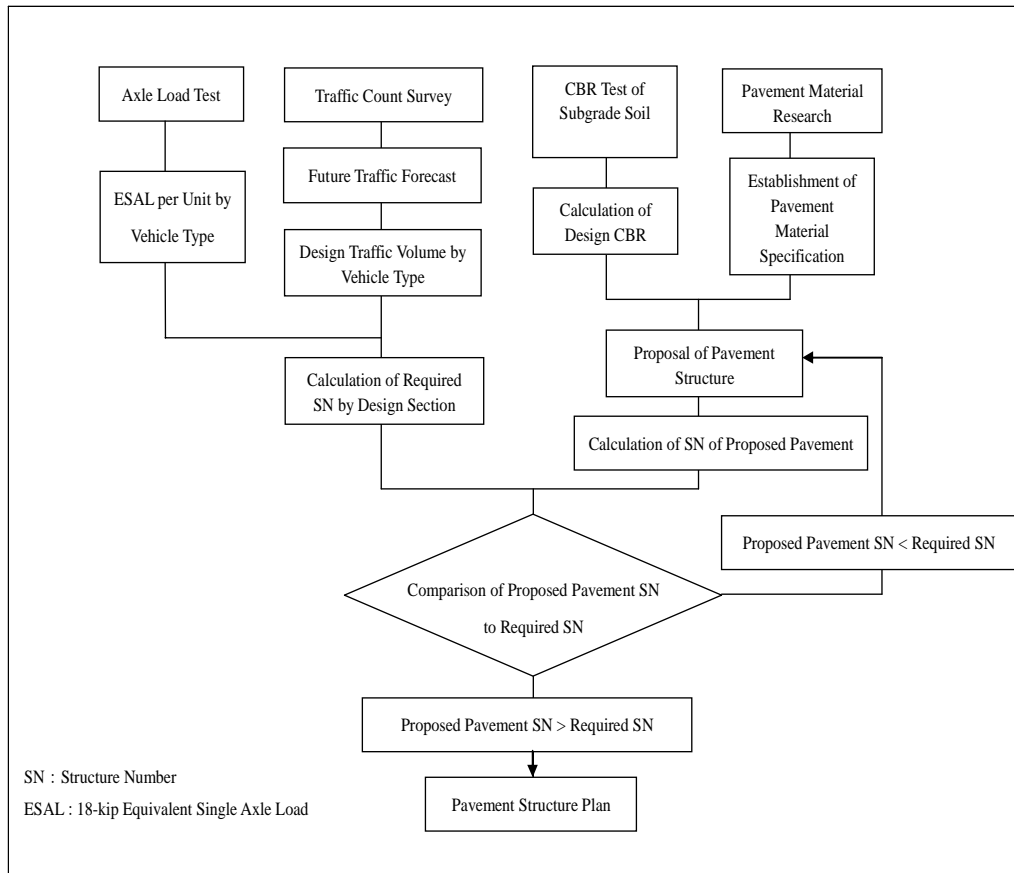 Axle Load Test
Traffic Count Survey
CBR Test of
Subgrade Soil
Pavement Material
Research
ESAL per Unit by
Vehicle Type
Future Traffic Forecast
Calculation of
Design CBR
Establishment of
Pavement
Material
Specification
Design Traffic Volume by
Vehicle Type
Calculation of Required
SN by Design Section
Proposal of Pavement
Structure
Calculation of SN of Proposed Pavement
Proposed Pavement SN < Required SN
Comparison of Proposed Pavement SN
to Required SN
Proposed Pavement SN > Required SN
Pavement Structure Plan
SN : Structure Number
ESAL : 18-kip Equivalent Single Axle Load